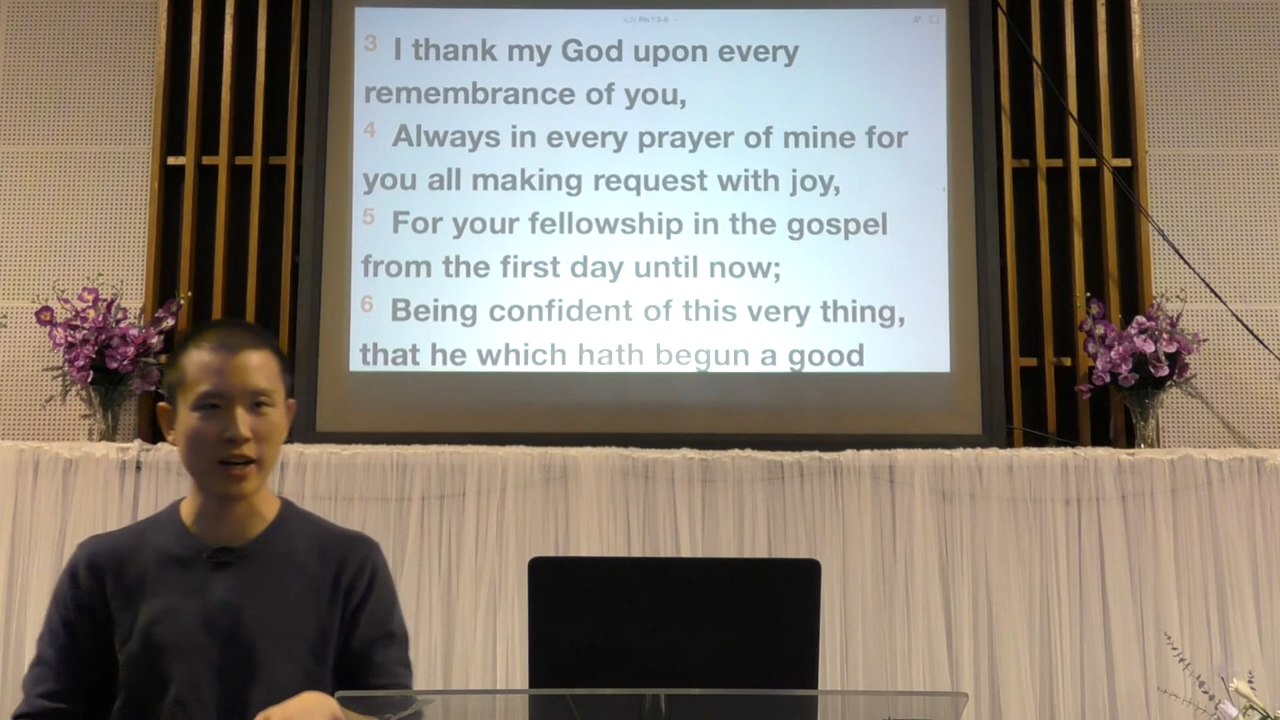 3 I thank my God upon every
remembrance of you,
4 Always in every prayer of mine for
you all making request with joy,
5 For your fellowship in the gospel
from the first day until now;
6 Being confident of this very thing,
that he which hath begun a good